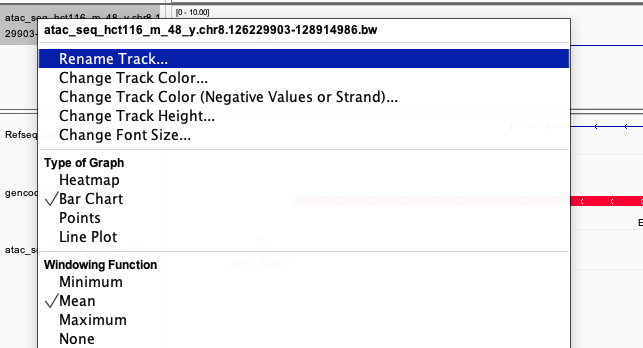 atac_seq_hct116_m_48_y.chr8.1
29903-
[0 - 10.00]
atac_seq_hct116_m_48_y.chr8.126229903-128914986.bw
Rename Track...
Change Track Color...
Change Track Color (Negative Values or Strand)...
Change Track Height...
Change Font Size...
Refseq
Type of Graph
Heatmap
gencod
Bar Chart
Points
E
Line Plot
atac_se
Windowing Function
Minimum
Mean
Maximum
None